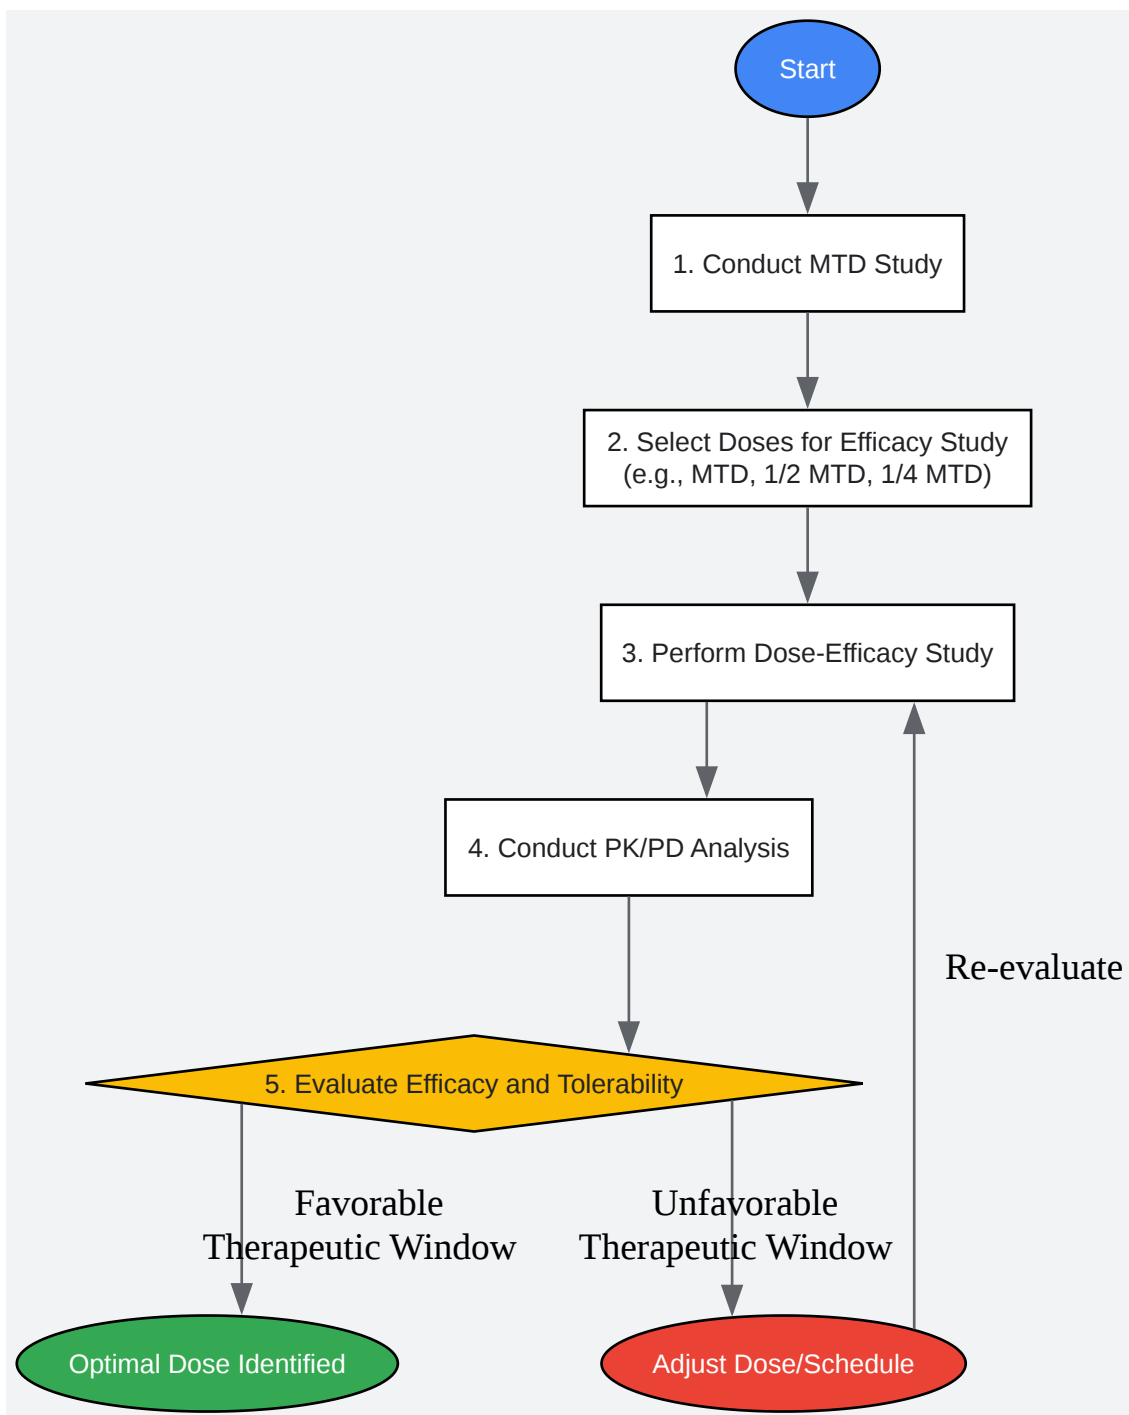 Start
1. Conduct MTD Study
2. Select Doses for Efficacy Study
(e.g., MTD, 1/2 MTD, 1/4 MTD)
3. Perform Dose-Efficacy Study
4. Conduct PK/PD Analysis
Re-evaluate
5. Evaluate Efficacy and Tolerability
Favorable
Therapeutic Window
Unfavorable
Therapeutic Window
Optimal Dose Identified
Adjust Dose/Schedule